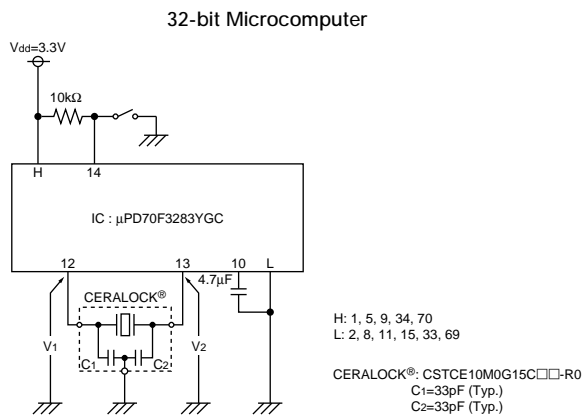 32-bit Microcomputer
Vdd=3.3V
10kΩ
H 14
IC : µPD70F3283YGC
12 13 10 L
4.7µF
CERALOCK®
V1 C1 C2 V2
H: 1, 5, 9, 34, 70
L: 2, 8, 11, 15, 33, 69
CERALOCK®: CSTCE10M0G15C□□-R0
C1=33pF (Typ.)
C2=33pF (Typ.)